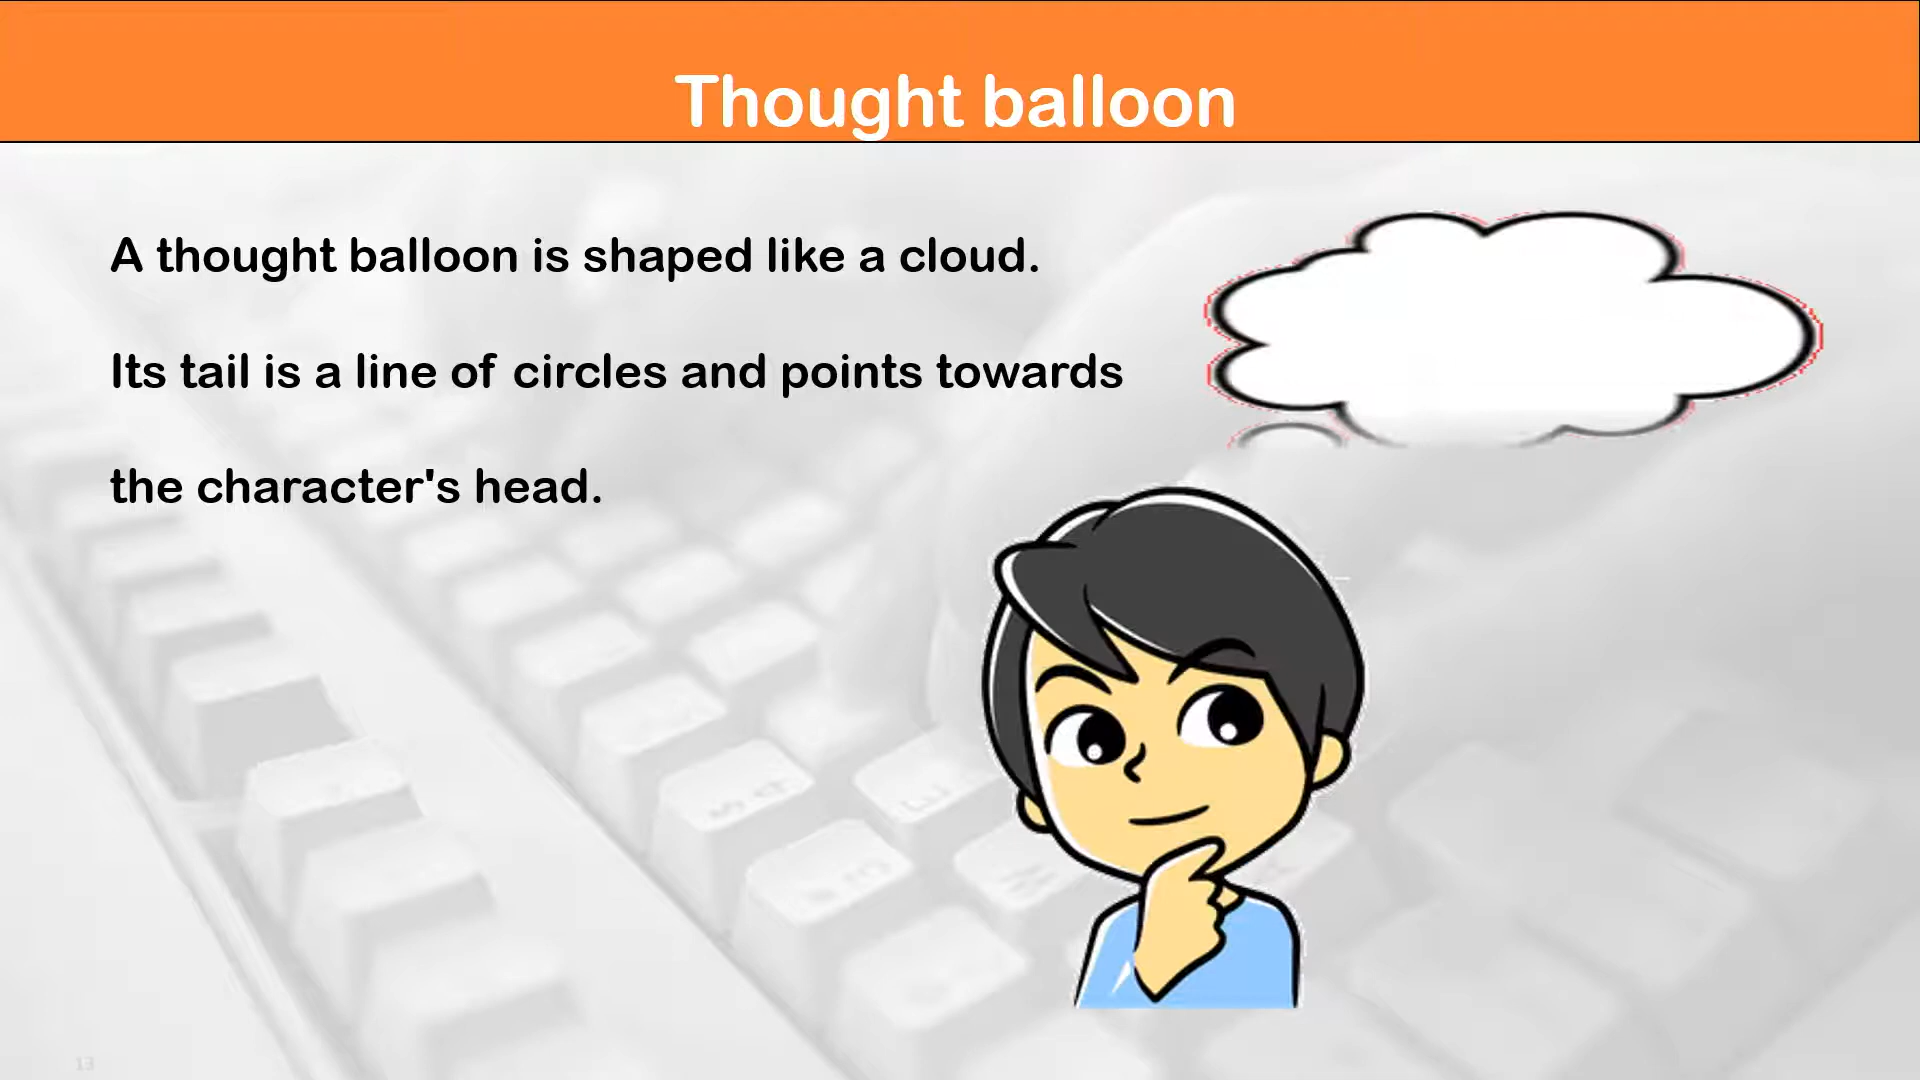 Thought balloon
A thought balloon is shaped like a cloud.
Its tail is a line of circles and points towards
the character's head.
13